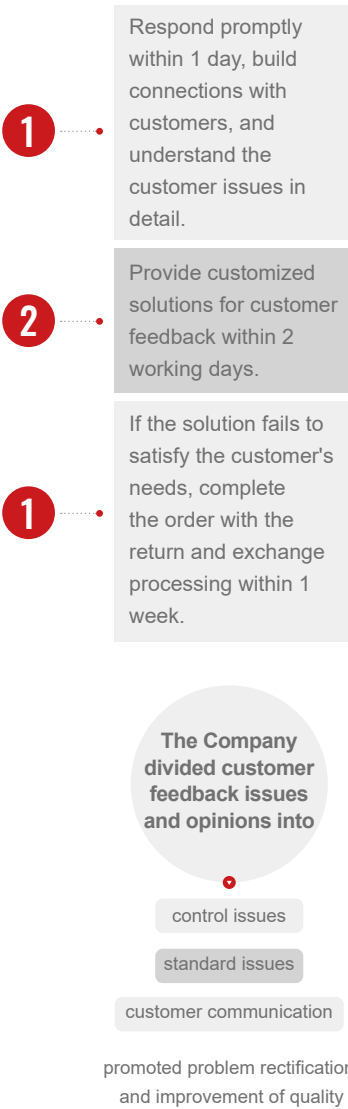 1
Respond promptly
within 1 day, build
connections with
customers, and
understand the
customer issues in
detail.
2
Provide customized
solutions for customer
feedback within 2
working days.
1
If the solution fails to
satisfy the customer's
needs, complete
the order with the
return and exchange
processing within 1
week.
The Company
divided customer
feedback issues
and opinions into
control issues
standard issues
customer communication
promoted problem rectification
and improvement of quality